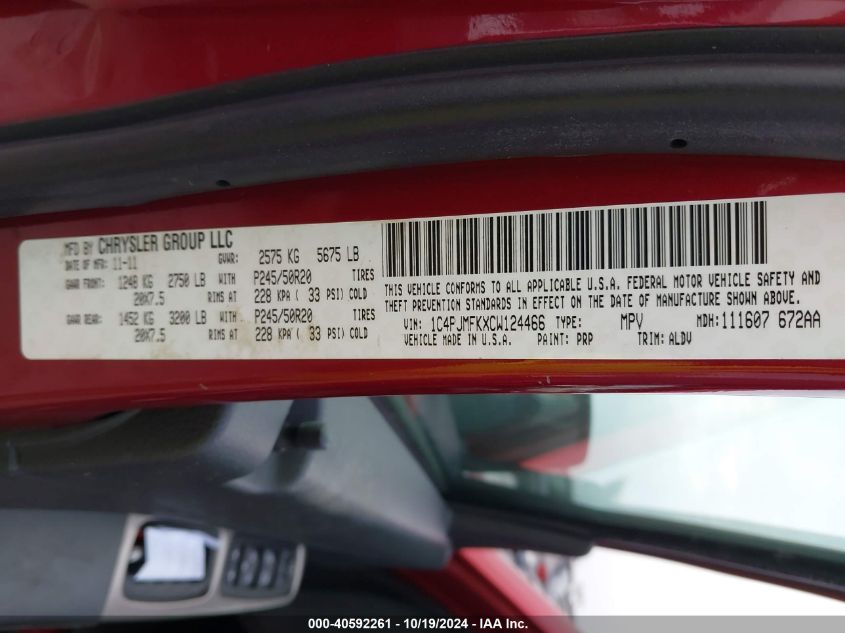 MFD BY CHRYSLER GROUP LLC
DATE OF MFR: 11-11 GVWR: 2575 KG 5675 LB
GAWR FRONT: 1248 KG 2750 LB WITH P245/50R20 TIRES
20X7.5 RIMS AT 228 KPA ( 33 PSI) COLD
GAWR REAR: 1452 KG 3200 LB WITH P245/50R20 TIRES
20X7.5 RIMS AT 228 KPA ( 33 PSI) COLD
THIS VEHICLE CONFORMS TO ALL APPLICABLE U.S.A. FEDERAL MOTOR VEHICLE SAFETY AND
THEFT PREVENTION STANDARDS IN EFFECT ON THE DATE OF MANUFACTURE SHOWN ABOVE.
VIN: 1C4PJMFKXCW124466 TYPE: MPV MDH: 111607 672AA
VEHICLE MADE IN U.S.A. PAINT: PRP TRIM: ALDV
000-40592261 - 10/19/2024 - IAA Inc.